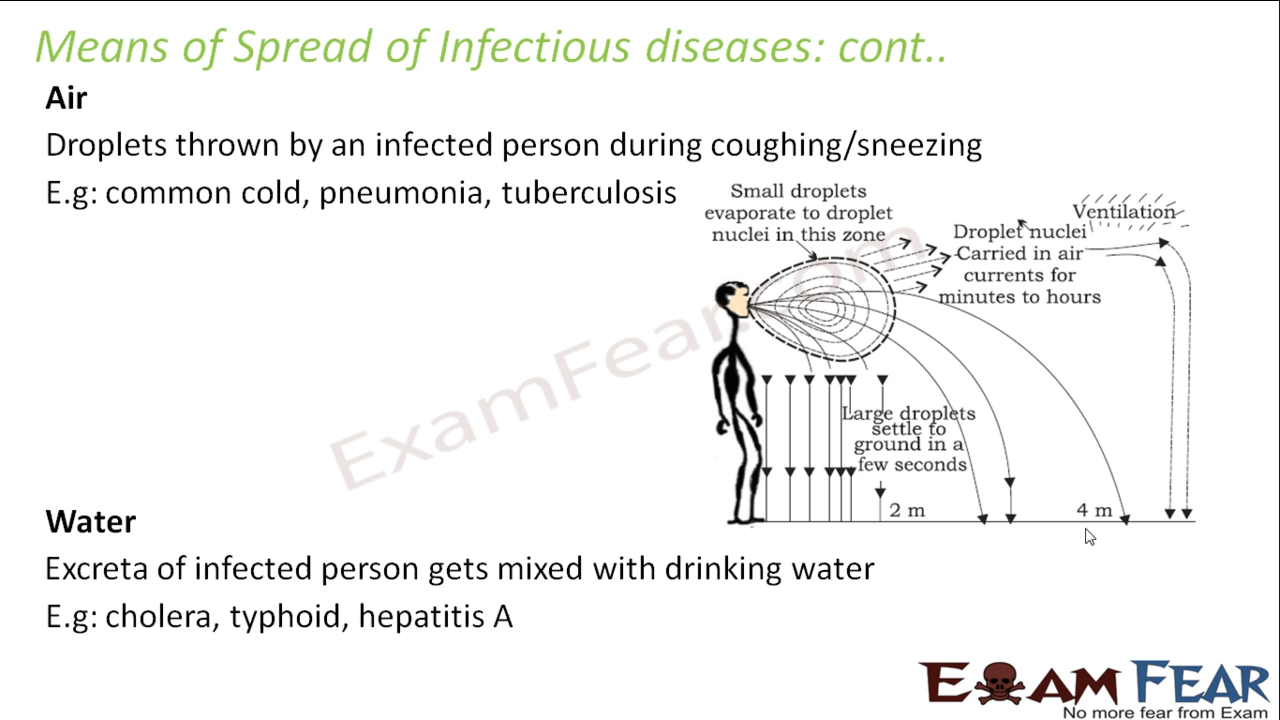 Means of Spread of Infectious diseases: cont..
Air
Droplets thrown by an infected person during coughing/sneezing
E.g: common cold, pneumonia, tuberculosis
Small droplets
evaporate to droplet
nuclei in this zone
Ventilation
Droplet nuclei
Carried in air
currents for
minutes to hours
Large droplets
settle to
ground in a
few seconds
2 m
4 m
ExamFear.com
Water
Excreta of infected person gets mixed with drinking water
E.g: cholera, typhoid, hepatitis A
EXAM FEAR
No more fear from Exam